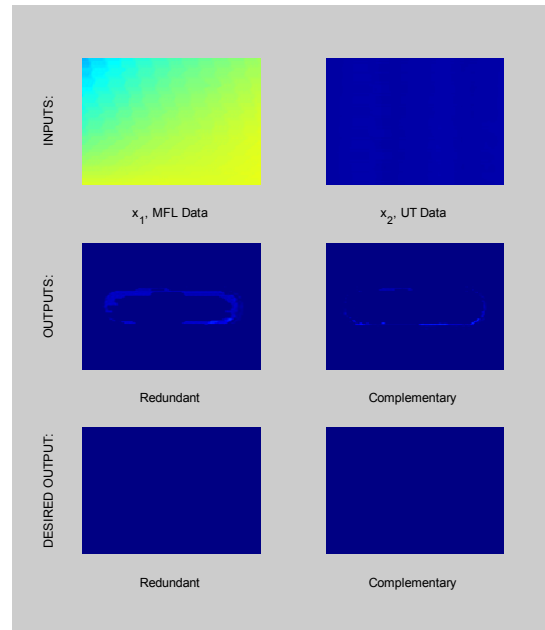 INPUTS:
x1, MFL Data
x2, UT Data
OUTPUTS:
Redundant
Complementary
DESIRED OUTPUT:
Redundant
Complementary